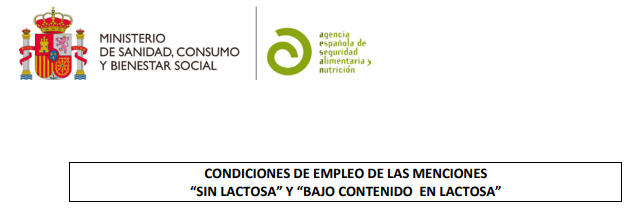 MINISTERIO
DE SANIDAD, CONSUMO
Y BIENESTAR SOCIAL
agencia
española de
seguridad
alimentaria y
nutrición
CONDICIONES DE EMPLEO DE LAS MENCIONES
“SIN LACTOSA” Y “BAJO CONTENIDO EN LACTOSA”